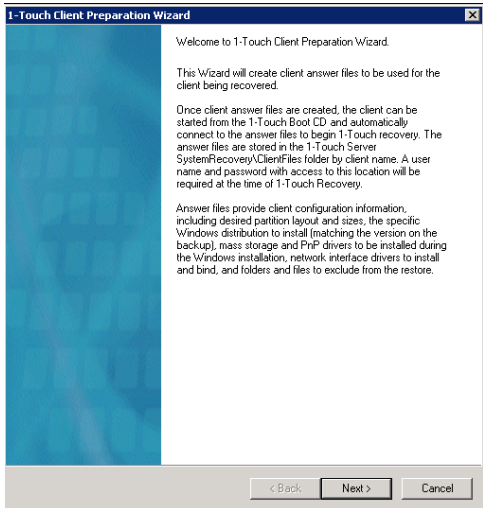 1-Touch Client Preparation Wizard
Welcome to 1-Touch Client Preparation Wizard.
This Wizard will create client answer files to be used for the
client being recovered.
Once client answer files are created, the client can be
started from the 1-Touch Boot CD and automatically
connect to the answer files to begin 1-Touch recovery. The
answer files are stored in the 1-Touch Server
SystemRecovery\ClientFiles folder by client name. A user
name and password with access to this location will be
required at the time of 1-Touch Recovery.
Answer files provide client configuration information,
including desired partition layout and sizes, the specific
Windows distribution to install (matching the version on the
backup), mass storage and PnP drivers to be installed during
the Windows installation, network interface drivers to install
and bind, and folders and files to exclude from the restore.
< Back Next > Cancel